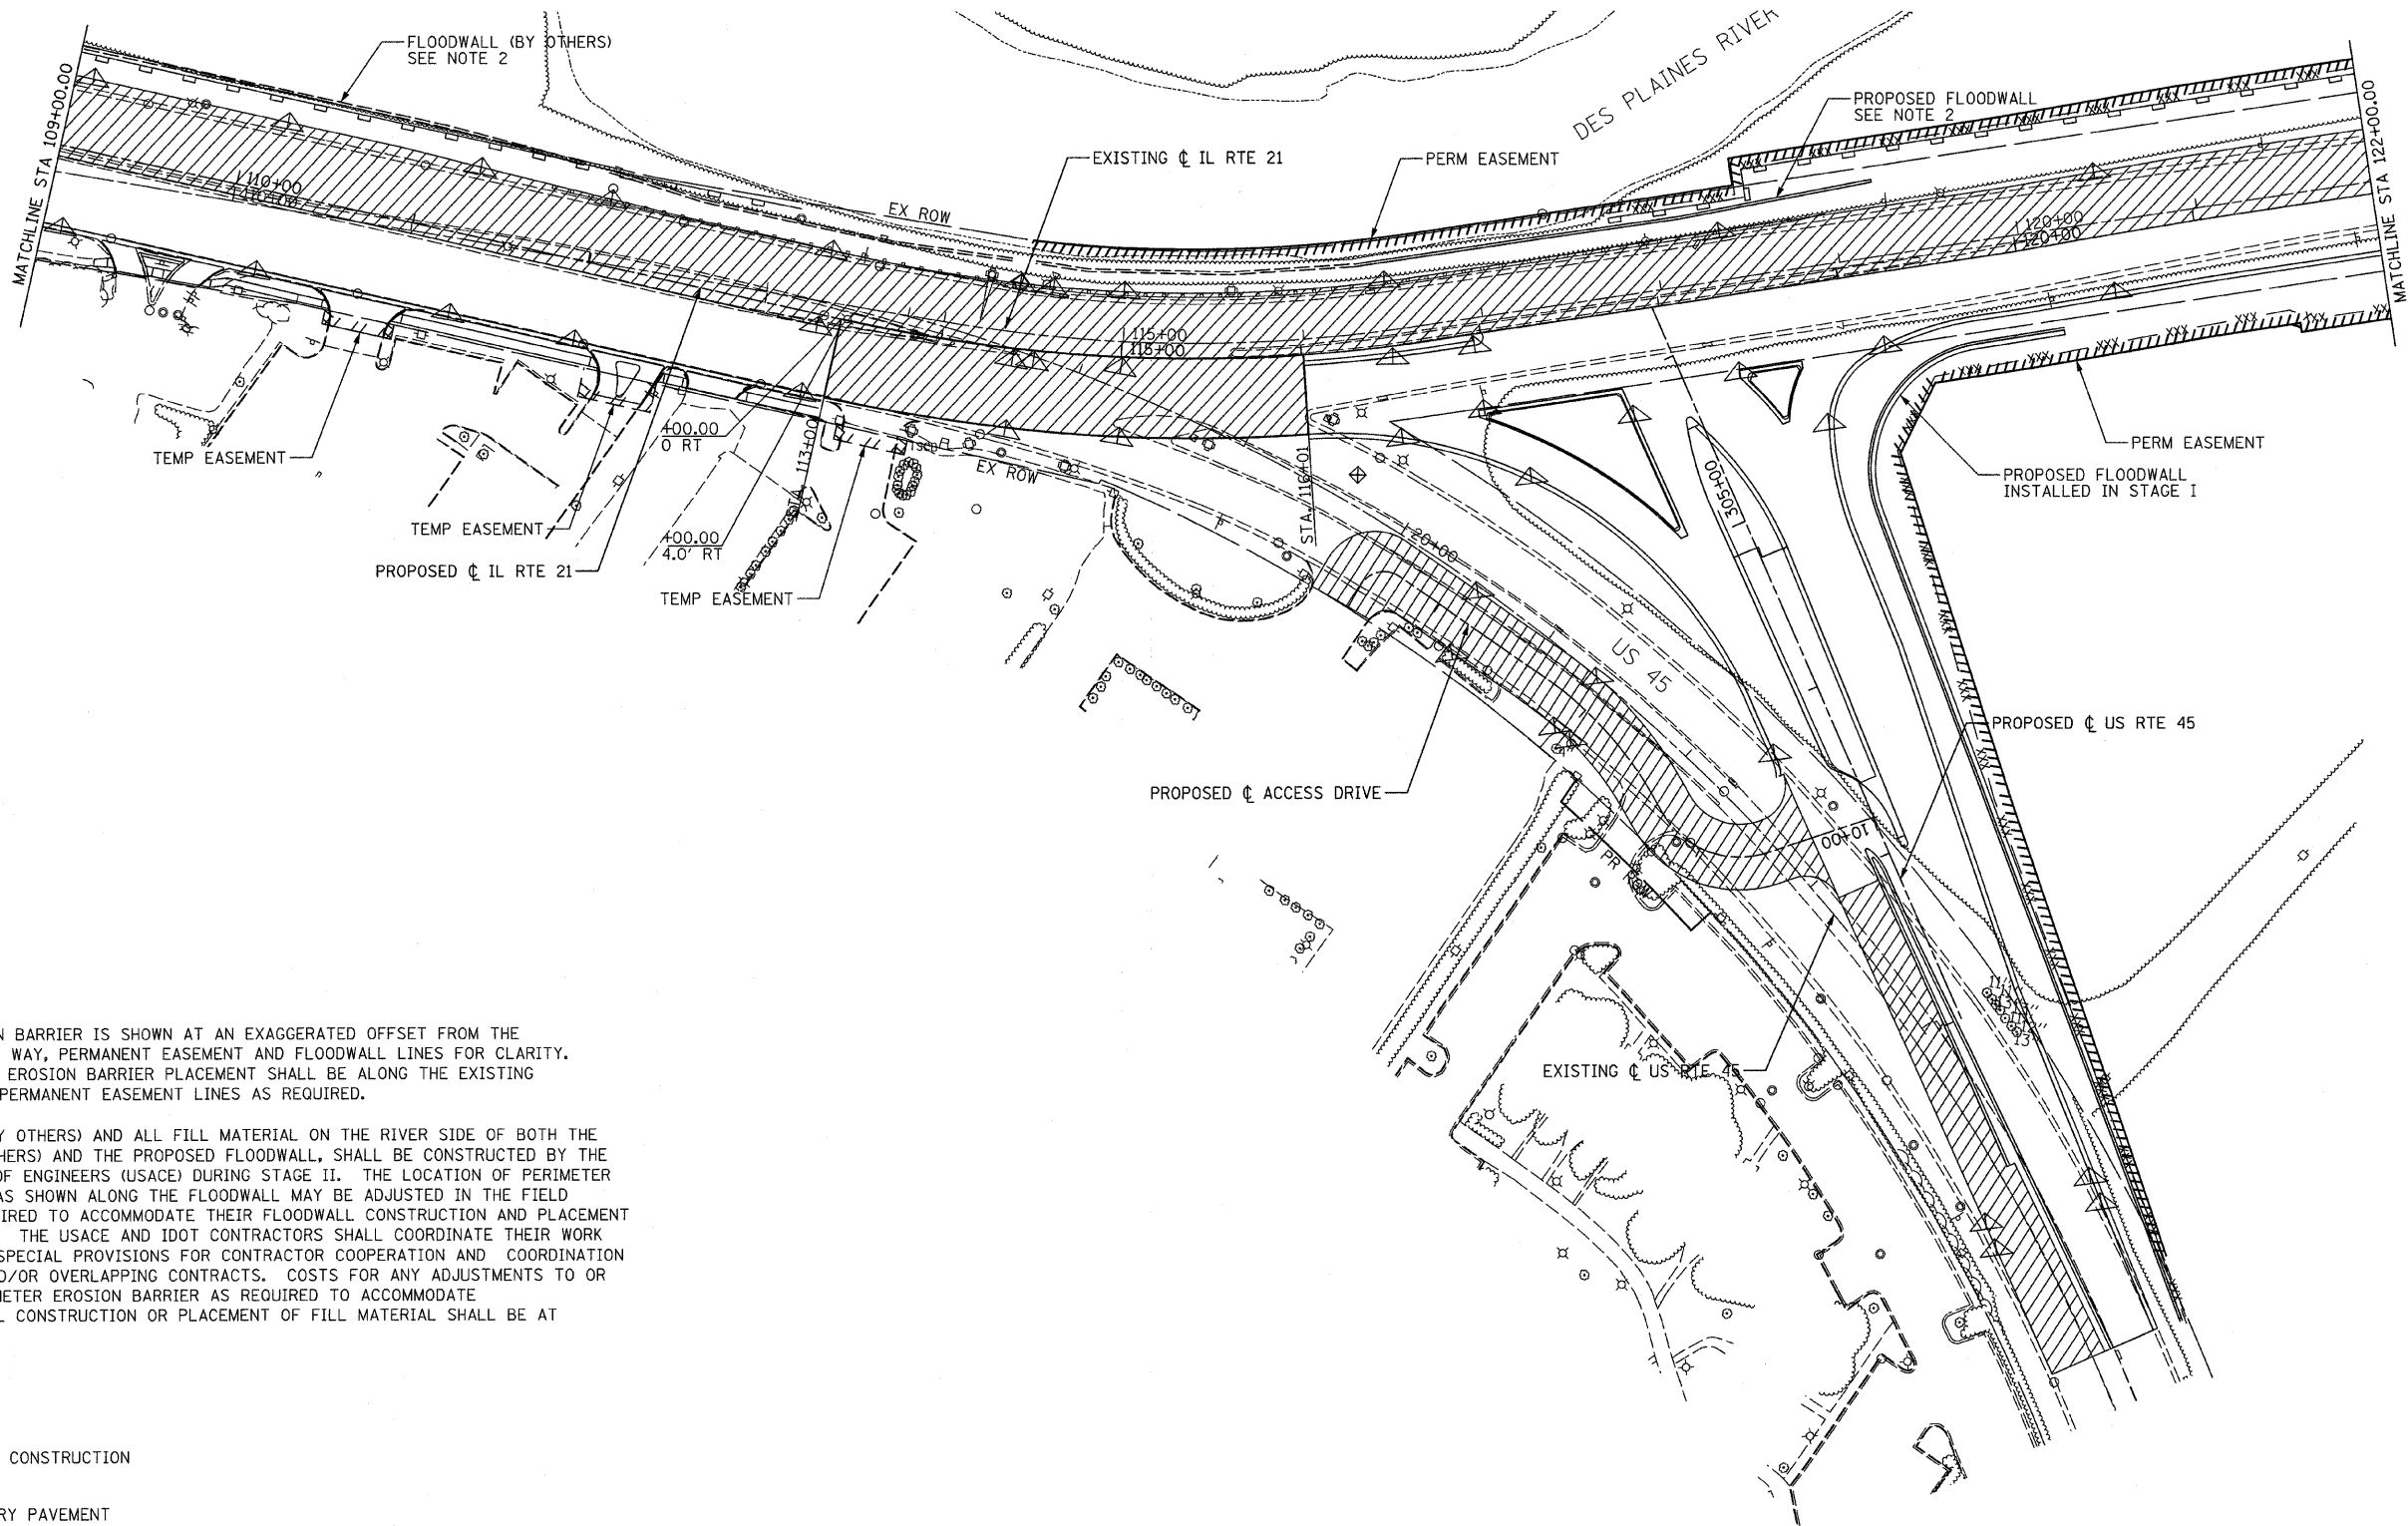 FLOODWALL (BY OTHERS)
SEE NOTE 2
DES PLAINES RIVER
PROPOSED FLOODWALL
SEE NOTE 2
MATCHLINE STA 109+00.00
MATCHLINE STA 122+00.00
EXISTING ℄ IL RTE 21
PERM EASEMENT
EX ROW
110+00
110+00
120+00
120+00
115+00
115+00
TEMP EASEMENT
+00.00
0 RT
113+00
EX ROW
STA. 116+01
305+00
PERM EASEMENT
PROPOSED FLOODWALL
INSTALLED IN STAGE I
TEMP EASEMENT
+00.00
4.0' RT
20+00
PROPOSED ℄ IL RTE 21
TEMP EASEMENT
US 45
PROPOSED ℄ US RTE 45
PROPOSED ℄ ACCESS DRIVE
10+00
PR ROW
EXISTING ℄ US RTE 45
N BARRIER IS SHOWN AT AN EXAGGERATED OFFSET FROM THE
WAY, PERMANENT EASEMENT AND FLOODWALL LINES FOR CLARITY.
EROSION BARRIER PLACEMENT SHALL BE ALONG THE EXISTING
PERMANENT EASEMENT LINES AS REQUIRED.
Y OTHERS) AND ALL FILL MATERIAL ON THE RIVER SIDE OF BOTH THE
HERS) AND THE PROPOSED FLOODWALL, SHALL BE CONSTRUCTED BY THE
OF ENGINEERS (USACE) DURING STAGE II. THE LOCATION OF PERIMETER
AS SHOWN ALONG THE FLOODWALL MAY BE ADJUSTED IN THE FIELD
IRED TO ACCOMMODATE THEIR FLOODWALL CONSTRUCTION AND PLACEMENT
THE USACE AND IDOT CONTRACTORS SHALL COORDINATE THEIR WORK
SPECIAL PROVISIONS FOR CONTRACTOR COOPERATION AND COORDINATION
D/OR OVERLAPPING CONTRACTS. COSTS FOR ANY ADJUSTMENTS TO OR
METER EROSION BARRIER AS REQUIRED TO ACCOMMODATE
L CONSTRUCTION OR PLACEMENT OF FILL MATERIAL SHALL BE AT
CONSTRUCTION
RY PAVEMENT